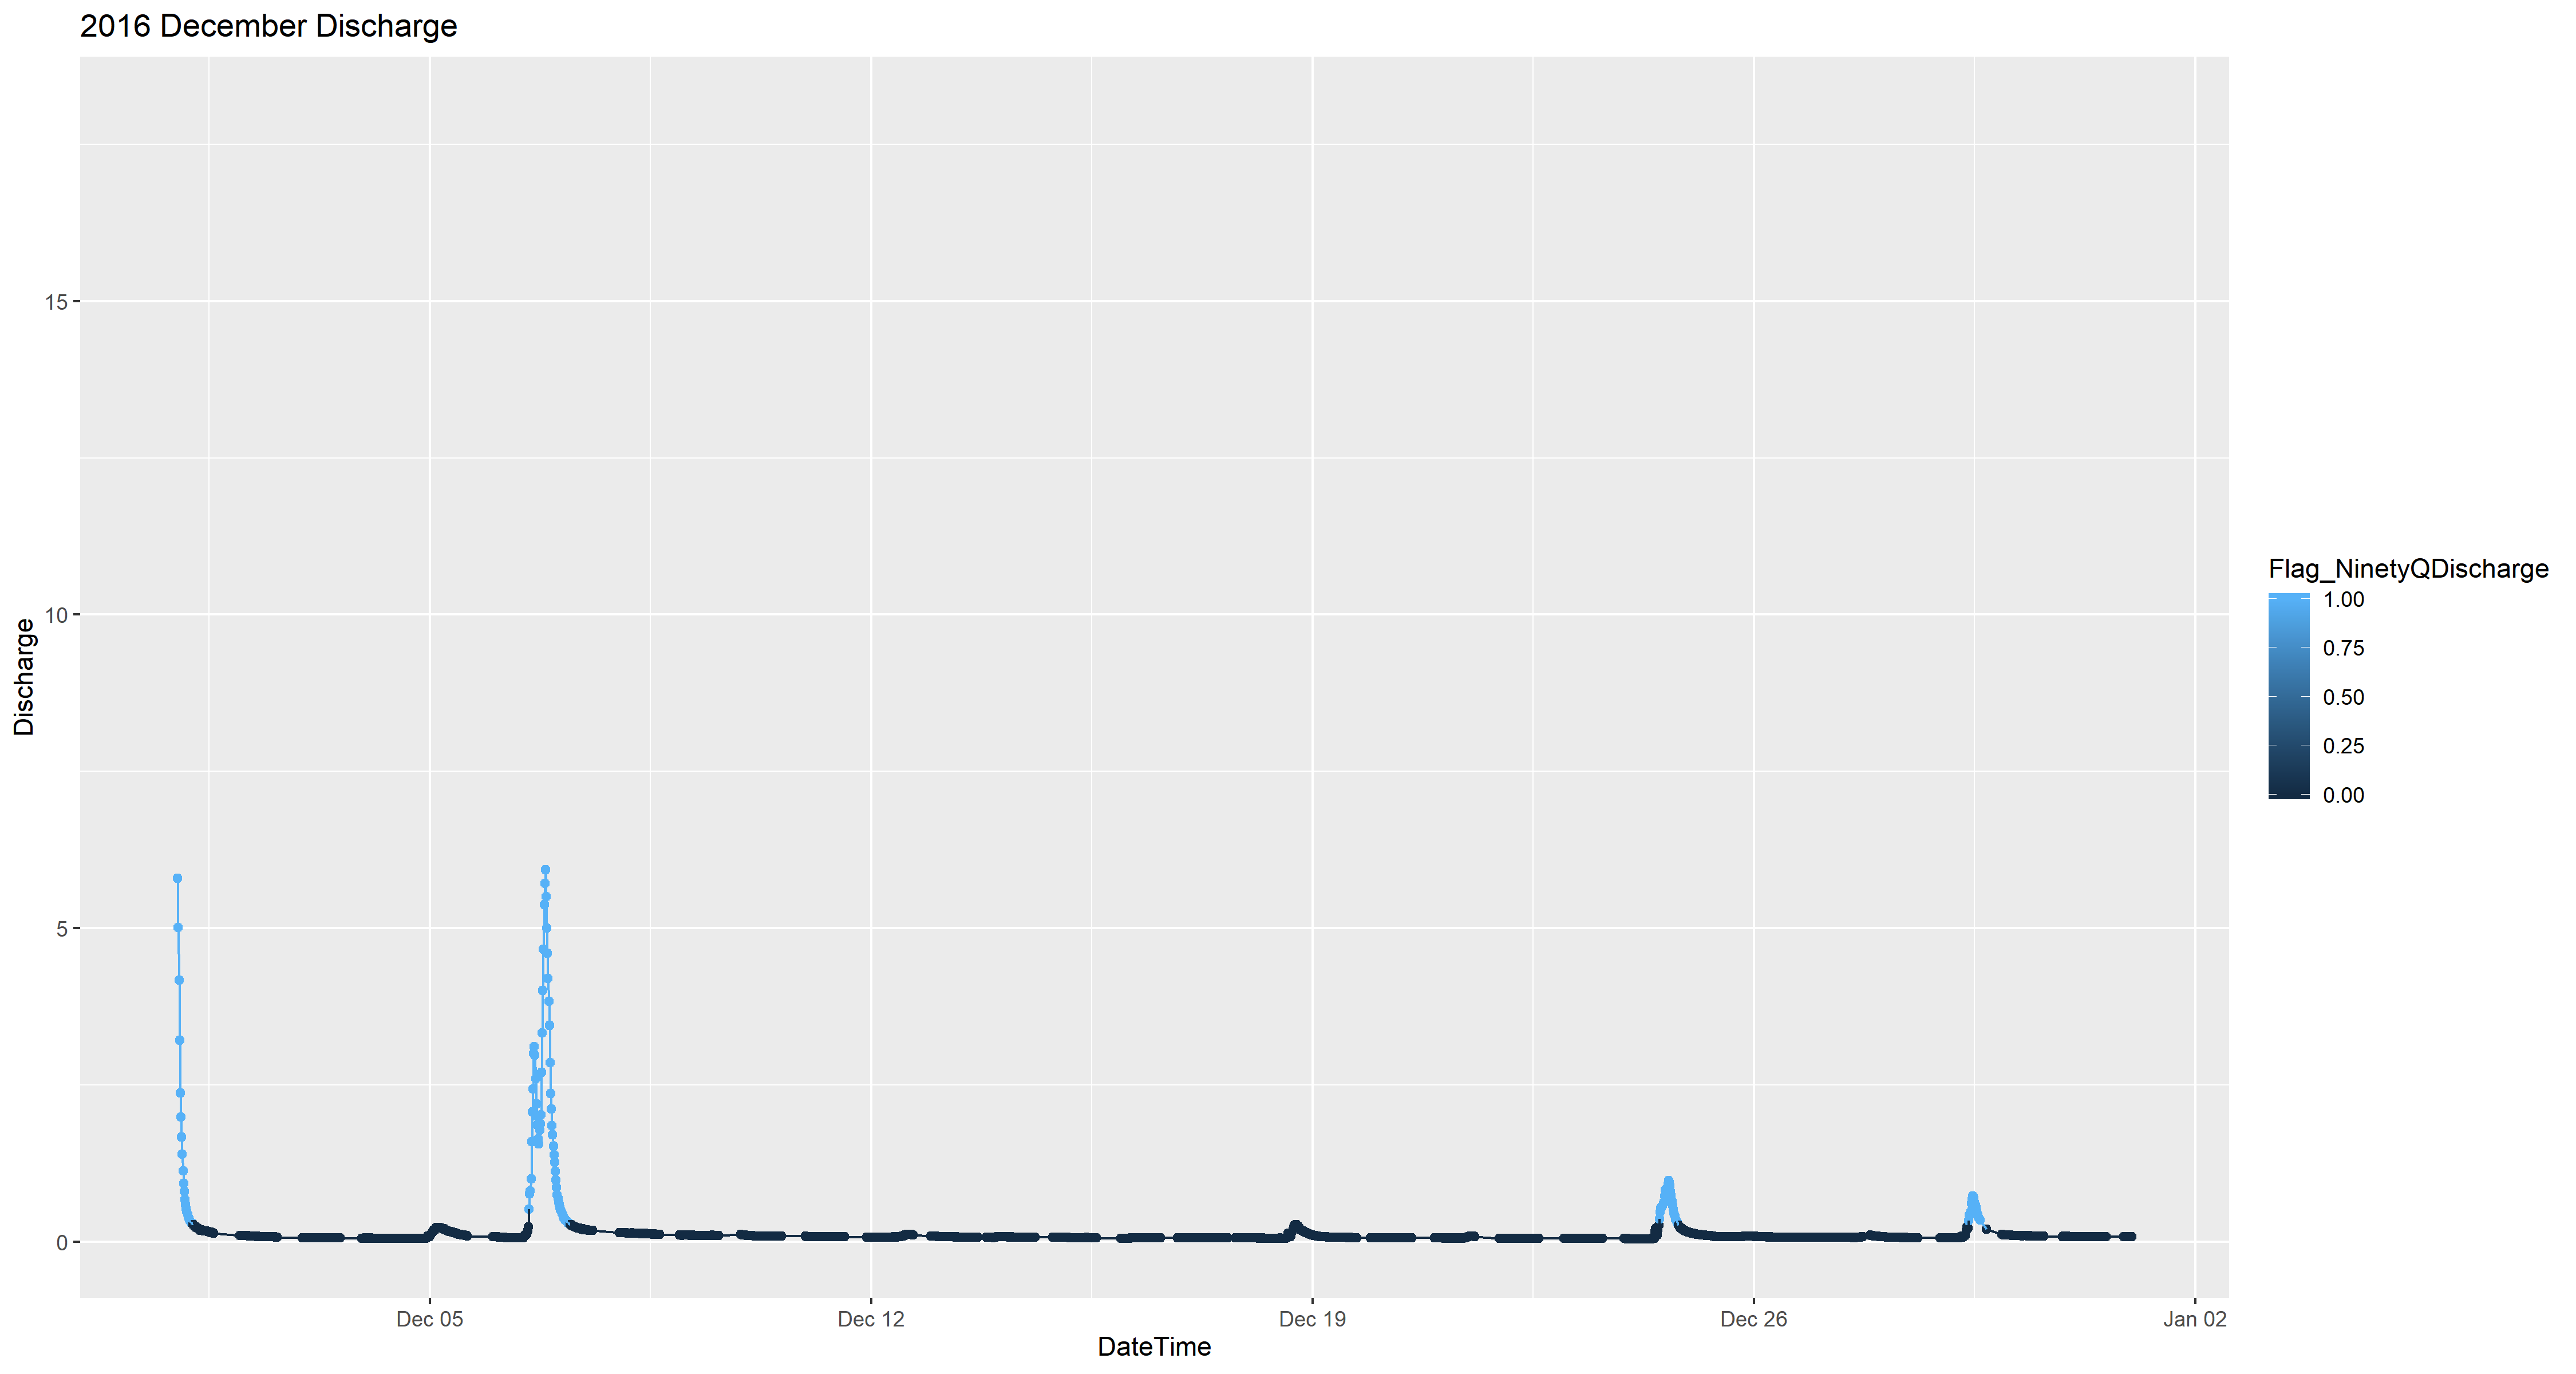 2016 December Discharge
15
10
5
0
Discharge
Dec 05
Dec 12
Dec 19
Dec 26
Jan 02
DateTime
Flag_NinetyQDischarge
1.00
0.75
0.50
0.25
0.00